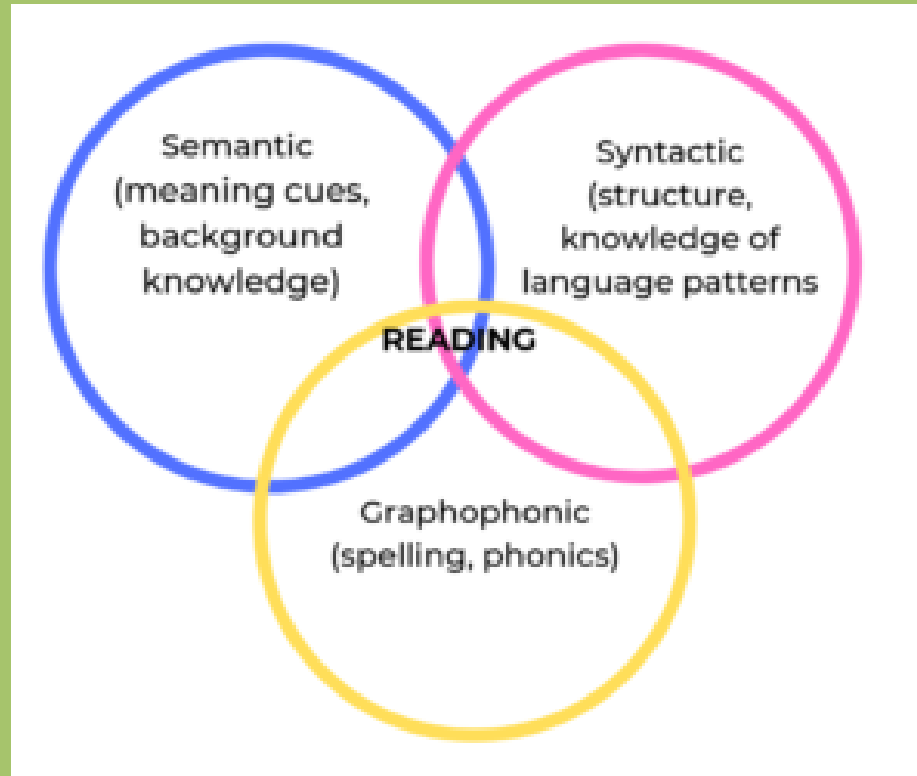 Semantic
(meaning cues,
background
knowledge)
Syntactic
(structure,
knowledge of
language patterns
READING
Graphophonic
(spelling, phonics)